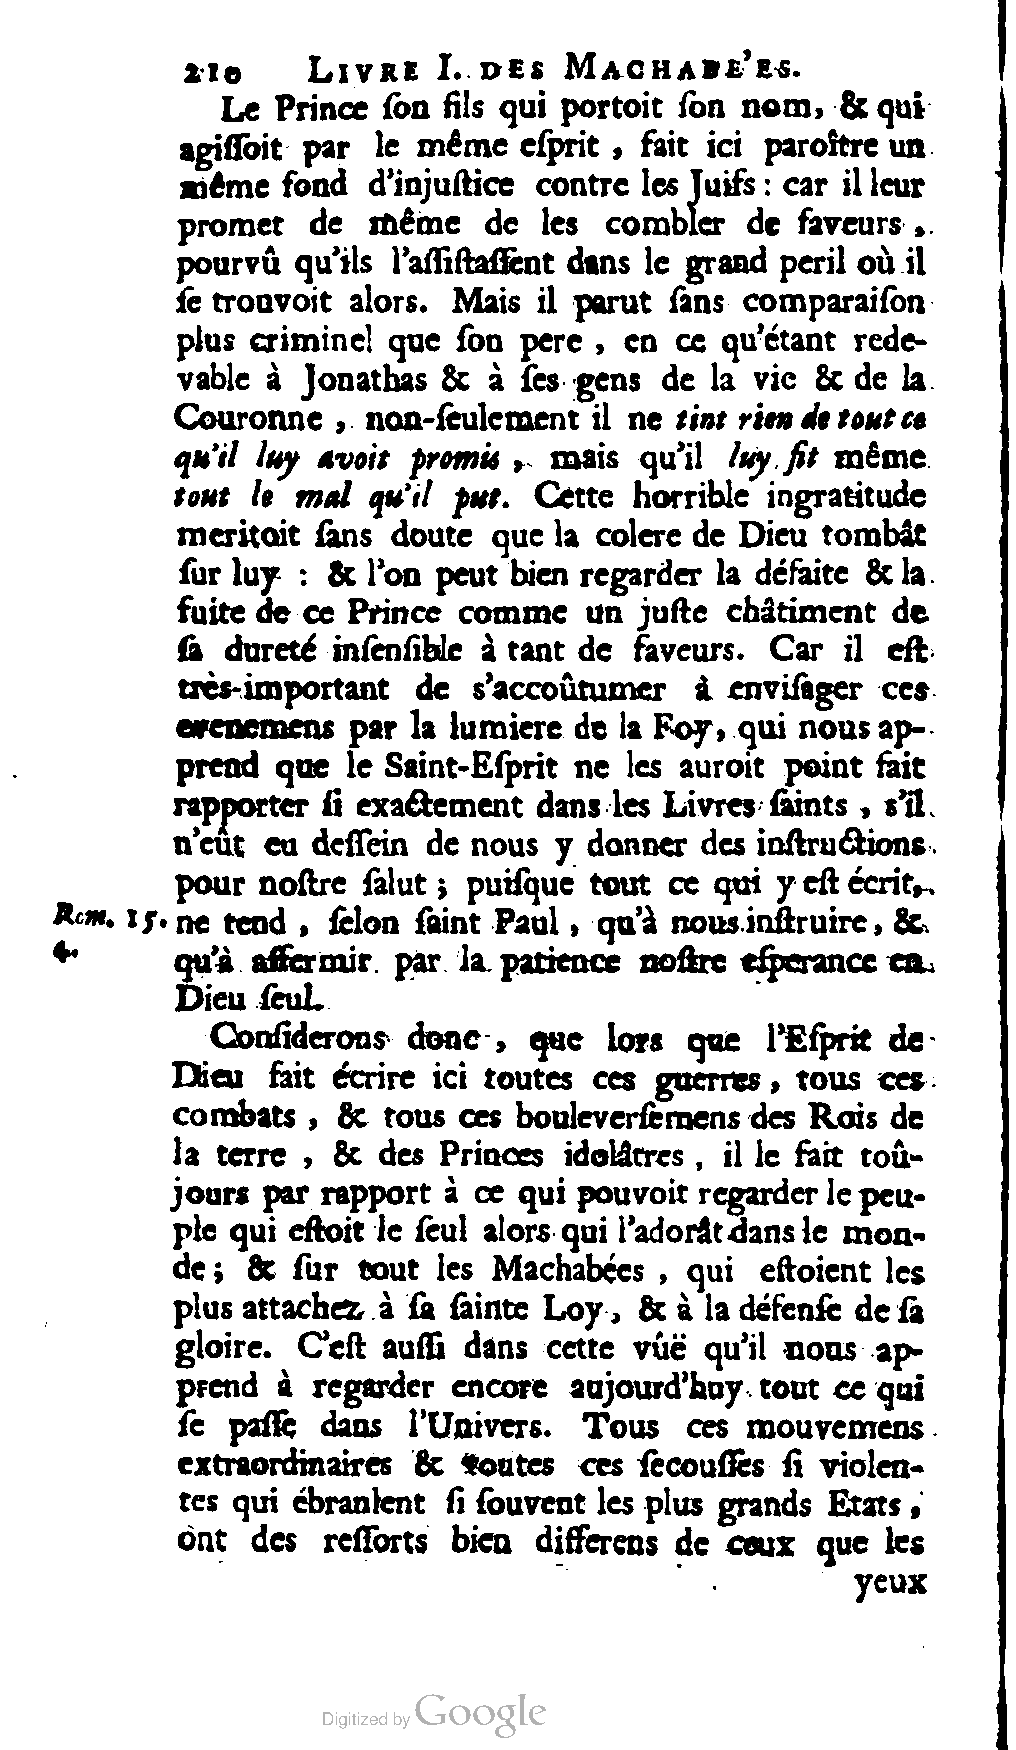 210 LIVRE I. DES MACHABE'ES.
Le Prince ſon fils qui portoit ſon nom, & qui
agiſſoit par le même eſprit, fait ici paroître un
même fond d'injuſtice contre les Juifs : car il leur
promet de même de les combler de faveurs,
pourvû qu'ils l'aſſiſtaſſent dans le grand peril où il
ſe trouvoit alors. Mais il parut ſans comparaiſon
plus criminel que ſon pere, en ce qu'étant rede-
vable à Jonathas & à ſes gens de la vie & de la
Couronne, non-ſeulement il ne tint rien de tout ce
qu'il luy avoit promis, mais qu'il luy fit même
tout le mal qu'il put. Cette horrible ingratitude
meritoit ſans doute que la colere de Dieu tombât
ſur luy : & l'on peut bien regarder la défaite & la
fuite de ce Prince comme un juſte châtiment de
ſa dureté inſenſible à tant de faveurs. Car il eſt
très-important de s'accoûtumer à enviſager ces
evenemens par la lumiere de la Foy, qui nous ap-
prend que le Saint-Eſprit ne les auroit point fait
rapporter ſi exactement dans les Livres ſaints, s'il
n'eût eu deſſein de nous y donner des inſtructions
pour noſtre ſalut ; puiſque tout ce qui y eſt écrit,
Rom. 15. ne tend, ſelon ſaint Paul, qu'à nous inſtruire, &
4. qu'à affermir par la patience noſtre eſperance en
Dieu ſeul.
Conſiderons donc, que lors que l'Eſprit de
Dieu fait écrire ici toutes ces guerres, tous ces
combats, & tous ces bouleverſemens des Rois de
la terre, & des Princes idolâtres, il le fait toû-
jours par rapport à ce qui pouvoit regarder le peu-
ple qui eſtoit le ſeul alors qui l'adorât dans le mon-
de ; & ſur tout les Machabées, qui eſtoient les
plus attachez à ſa ſainte Loy, & à la défenſe de ſa
gloire. C'eſt auſſi dans cette vûë qu'il nous ap-
prend à regarder encore aujourd'huy tout ce qui
ſe paſſe dans l'Univers. Tous ces mouvemens
extraordinaires & toutes ces ſecouſſes ſi violen-
tes qui ébranlent ſi ſouvent les plus grands Etats,
ont des reſſorts bien differens de ceux que les
yeux
Digitized by Google